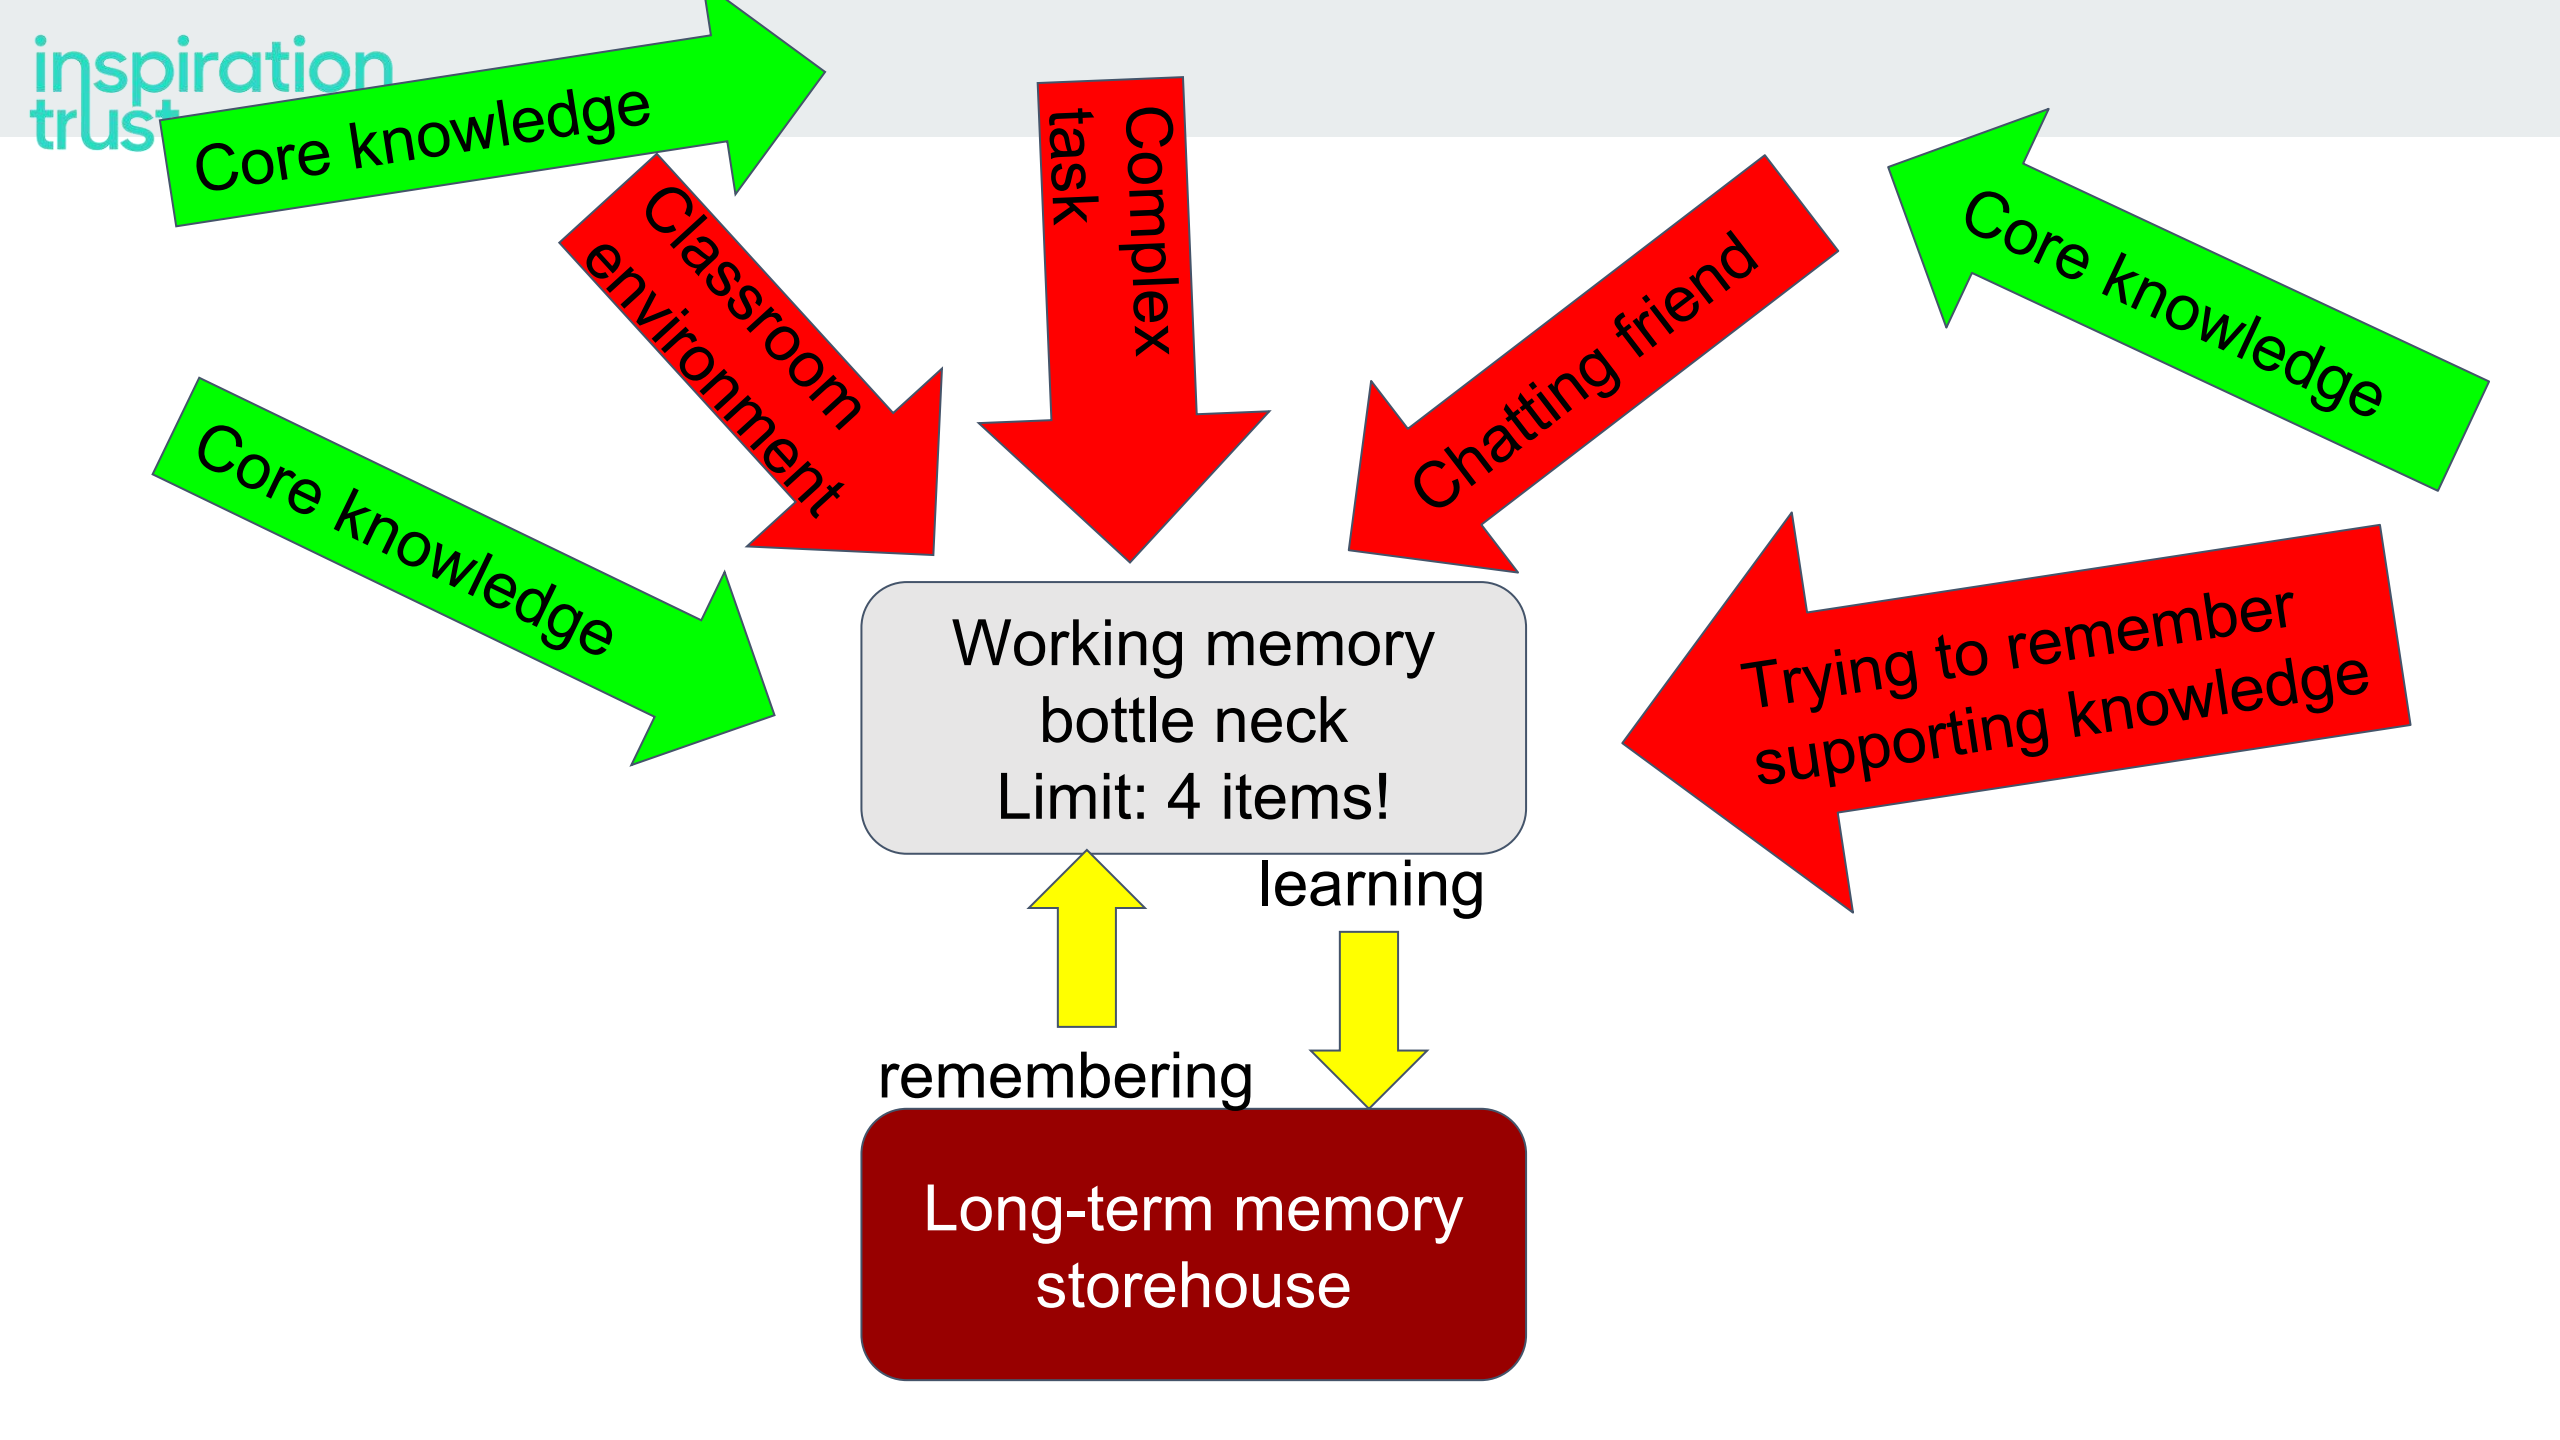 inspiration
trust
Core knowledge
Classroom
environment
Complex
task
Chatting friend
Core knowledge
Core knowledge
Trying to remember
supporting knowledge
Working memory
bottle neck
Limit: 4 items!
learning
remembering
Long-term memory
storehouse